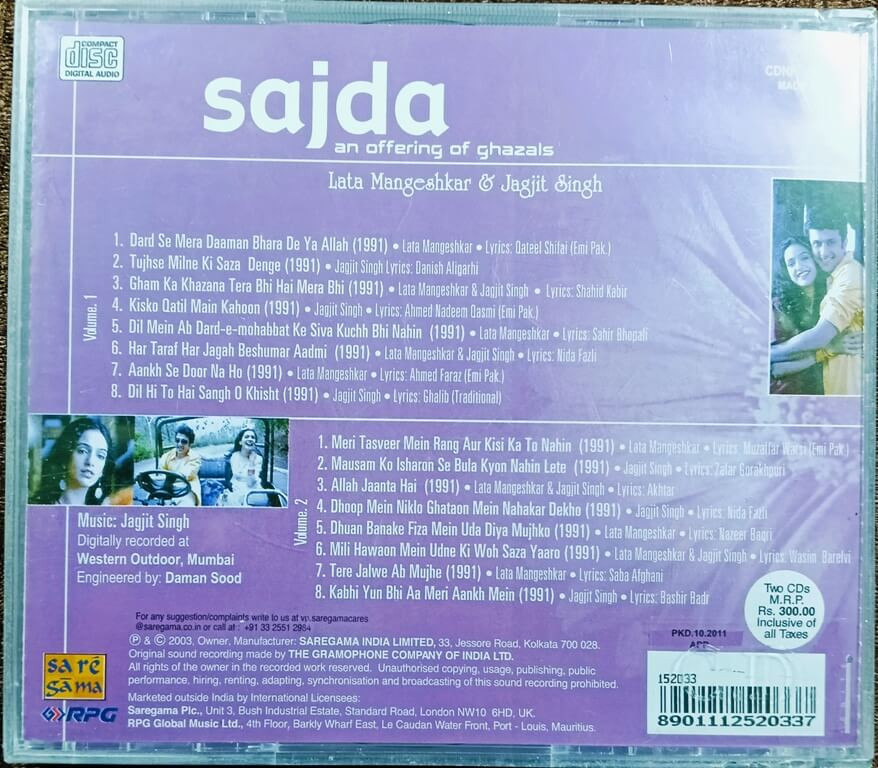 COMPACT
disc
DIGITAL AUDIO
sajda
an offering of ghazals
Lata Mangeshkar & Jagjit Singh
Volume. 1
1. Dard Se Mera Daaman Bhara De Ya Allah (1991) • Lata Mangeshkar • Lyrics: Qateel Shifai (Emi Pak.)
2. Tujhse Milne Ki Saza Denge (1991) • Jagjit Singh Lyrics: Danish Aligarhi
3. Gham Ka Khazana Tera Bhi Hai Mera Bhi (1991) • Lata Mangeshkar & Jagjit Singh • Lyrics: Shahid Kabir
4. Kisko Qatil Main Kahoon (1991) • Jagjit Singh • Lyrics: Ahmed Nadeem Qasmi (Emi Pak.)
5. Dil Mein Ab Dard-e-mohabbat Ke Siva Kuchh Bhi Nahin (1991) • Lata Mangeshkar • Lyrics: Sahir Bhopali
6. Har Taraf Har Jagah Beshumar Aadmi (1991) • Lata Mangeshkar & Jagjit Singh • Lyrics: Nida Fazli
7. Aankh Se Door Na Ho (1991) • Lata Mangeshkar • Lyrics: Ahmed Faraz (Emi Pak.)
8. Dil Hi To Hai Sangh O Khisht (1991) • Jagjit Singh • Lyrics: Ghalib (Traditional)
Volume. 2
1. Meri Tasveer Mein Rang Aur Kisi Ka To Nahin (1991) • Lata Mangeshkar • Lyrics: Muzaffar Warsi (Emi Pak.)
2. Mausam Ko Isharon Se Bula Kyon Nahin Lete (1991) • Jagjit Singh • Lyrics: Zafar Gorakhpuri
3. Allah Jaanta Hai (1991) • Lata Mangeshkar & Jagjit Singh • Lyrics: Akhtar
4. Dhoop Mein Niklo Ghataon Mein Nahakar Dekho (1991) • Jagjit Singh • Lyrics: Nida Fazli
5. Dhuan Banake Fiza Mein Uda Diya Mujhko (1991) • Lata Mangeshkar • Lyrics: Nazeer Baqri
6. Mili Hawaon Mein Udne Ki Woh Saza Yaaro (1991) • Lata Mangeshkar & Jagjit Singh • Lyrics: Wasim Barelvi
7. Tere Jalwe Ab Mujhe (1991) • Lata Mangeshkar • Lyrics: Saba Afghani
8. Kabhi Yun Bhi Aa Meri Aankh Mein (1991) • Jagjit Singh • Lyrics: Bashir Badr
Music: Jagjit Singh
Digitally recorded at
Western Outdoor, Mumbai
Engineered by: Daman Sood
Two CDs
M.R.P.
Rs. 300.00
Inclusive of
all Taxes
For any suggestion/complaints write to us at vp.saregamacares
@saregama.co.in or call at : +91 33 2551 2984
℗ & © 2003, Owner, Manufacturer: SAREGAMA INDIA LIMITED, 33, Jessore Road, Kolkata 700 028.
Original sound recording made by THE GRAMOPHONE COMPANY OF INDIA LTD.
All rights of the owner in the recorded work reserved. Unauthorised copying, usage, publishing, public
performance, hiring, renting, adapting, synchronisation and broadcasting of this sound recording prohibited.
Marketed outside India by International Licensees:
Saregama Plc., Unit 3, Bush Industrial Estate, Standard Road, London NW10 6HD, UK.
RPG Global Music Ltd., 4th Floor, Barkly Wharf East, Le Caudan Water Front, Port - Louis, Mauritius.
sa rē
gā ma
RPG
PKD.10.2011
152033
8901112520337